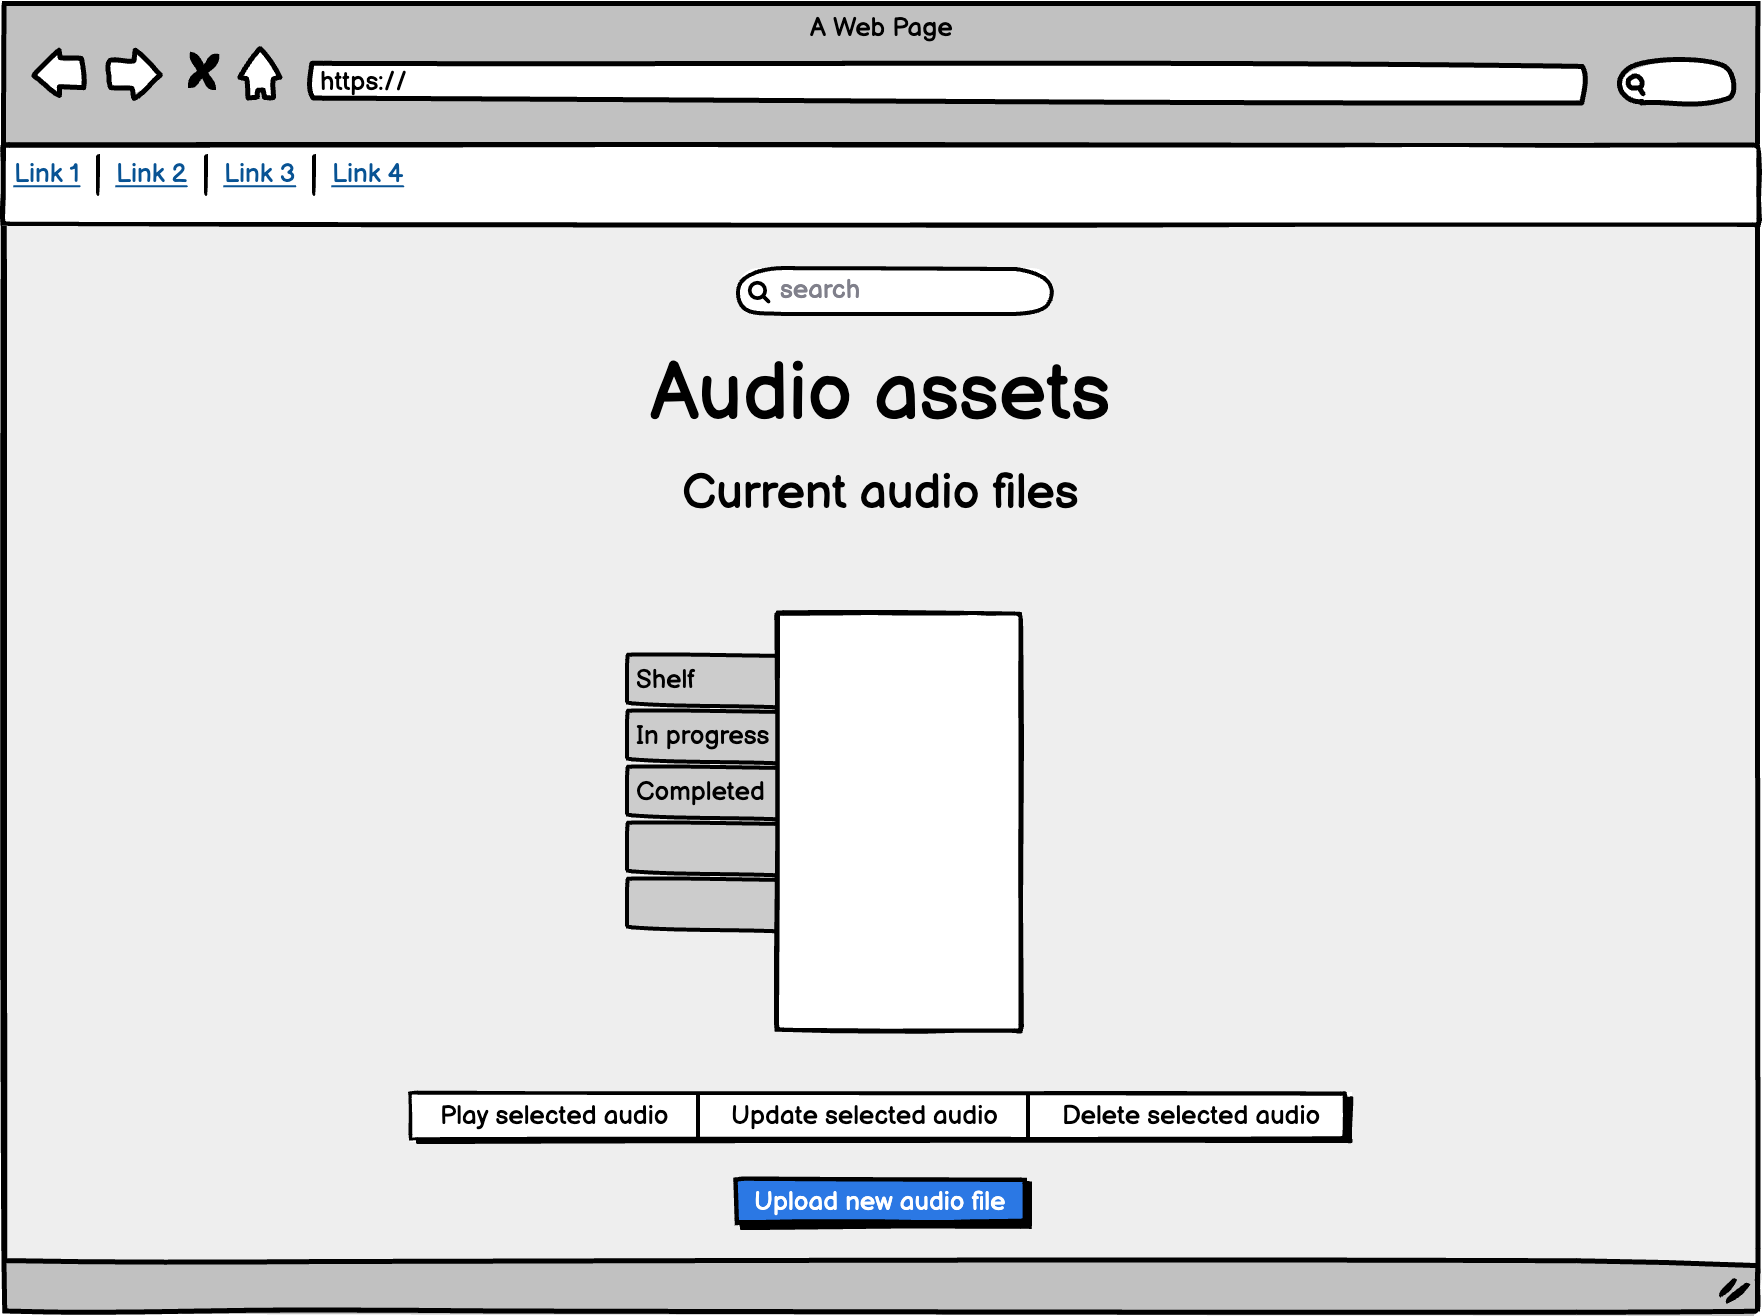 A Web Page
https://
Link 1 Link 2 Link 3 Link 4
search
Audio assets
Current audio files
Shelf
In progress
Completed
Play selected audio Update selected audio Delete selected audio
Upload new audio file